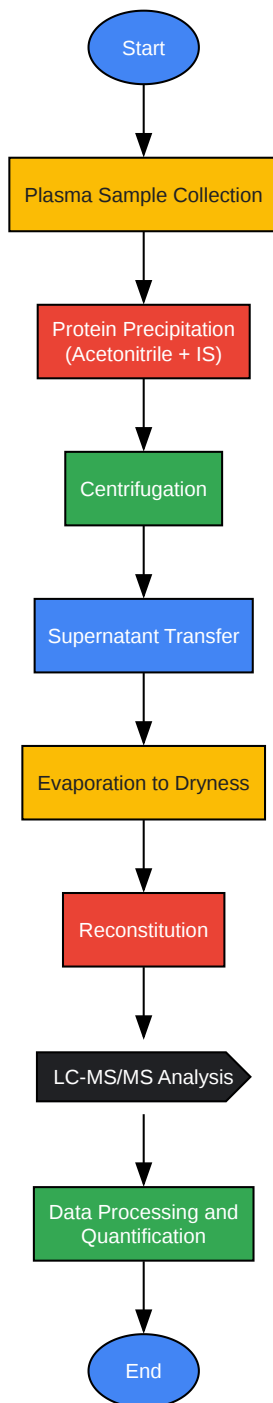 Start
Plasma Sample Collection
Protein Precipitation
(Acetonitrile + IS)
Centrifugation
Supernatant Transfer
Evaporation to Dryness
Reconstitution
LC-MS/MS Analysis
Data Processing and
Quantification
End